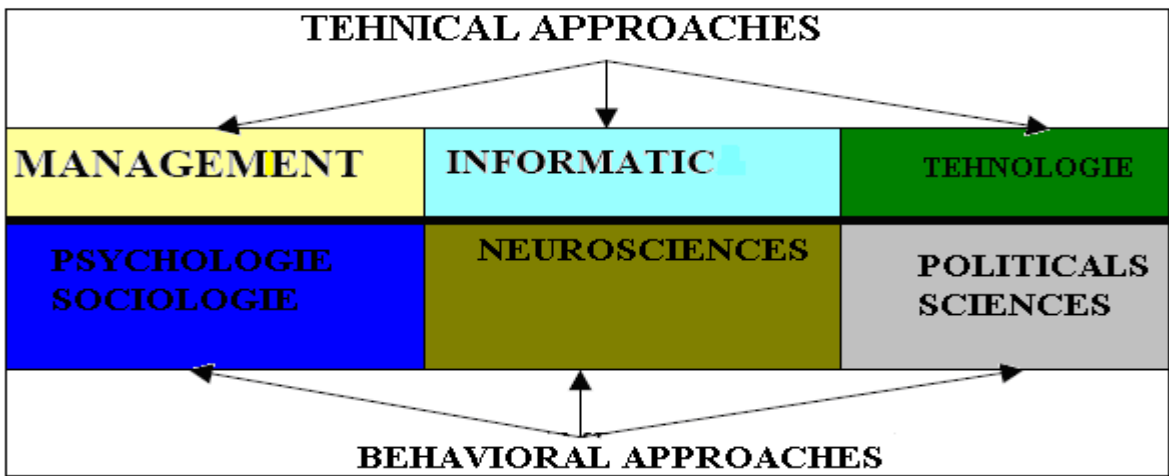 TEHNICAL APPROACHES
MANAGEMENT
INFORMATIC
TEHNOLOGIE
PSYCHOLOGIE
SOCIOLOGIE
NEUROSCIENCES
POLITICALS
SCIENCES
BEHAVIORAL APPROACHES